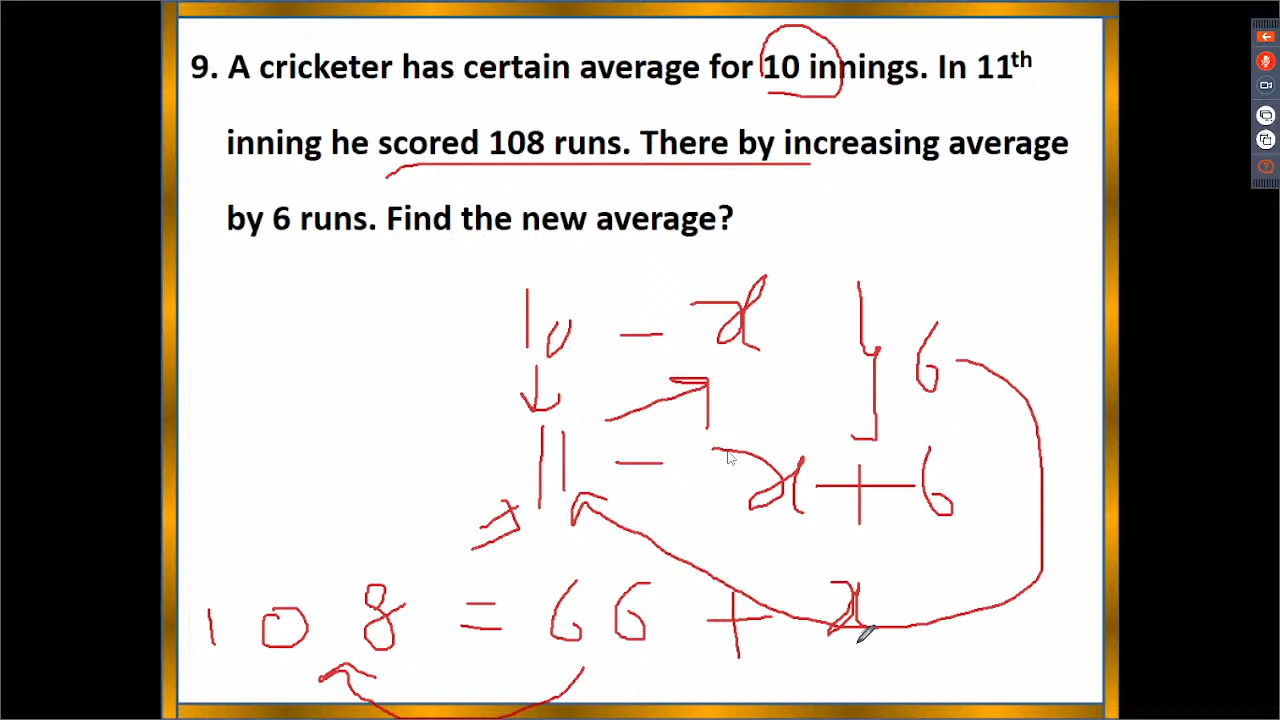 9. A cricketer has certain average for 10 innings. In 11th
inning he scored 108 runs. There by increasing average
by 6 runs. Find the new average?
10 — x 6
11 — x + 6
108 = 66 + x